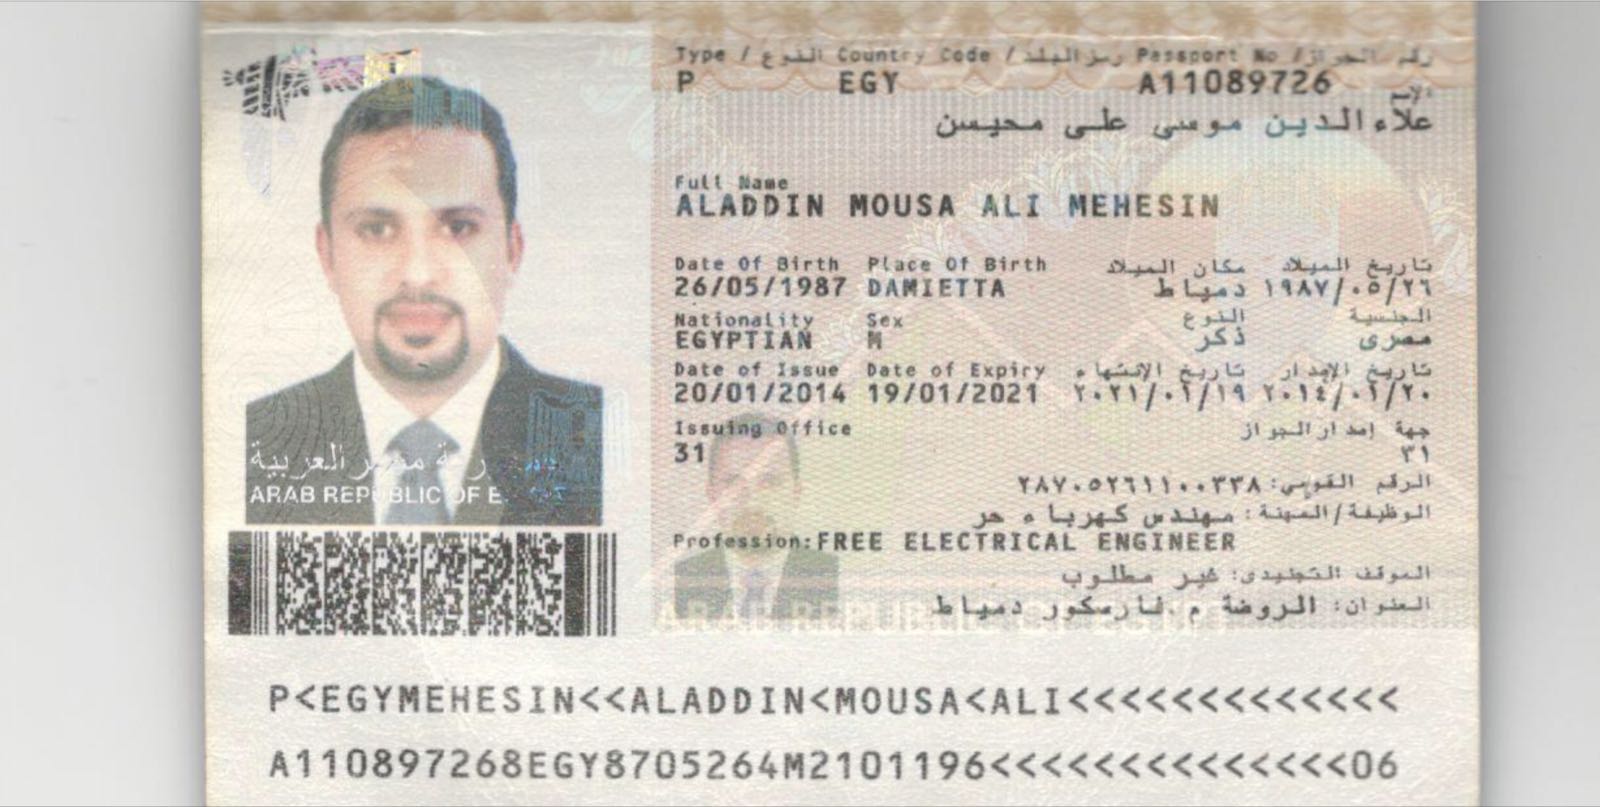 Type / النوع Country Code / رمز البلد Passport No / رقم الجواز
P EGY A11089726
الإسم
علاء الدين موسى على محيسن
Full Name
ALADDIN MOUSA ALI MEHESIN
Date Of Birth Place Of Birth مكان الميلاد تاريخ الميلاد
26/05/1987 DAMIETTA دمياط ١٩٨٧/٠٥/٢٦
Nationality Sex النوع الجنسية
EGYPTIAN M ذكر مصرى
Date of Issue Date of Expiry تاريخ الإنتهاء تاريخ الإصدار
20/01/2014 19/01/2021 ٢٠٢١/٠١/١٩ ٢٠١٤/٠١/٢٠
Issuing Office جهة إصدار الجواز
31 ٣١
الرقم القومي: ٢٨٧٠٥٢٦١١٠٠٣٣٨
الوظيفة/المهنة: مهندس كهرباء حر
Profession: FREE ELECTRICAL ENGINEER
الموقف التجنيدى: غير مطلوب
العنوان: الروضة م فارسكور دمياط
ARAB REPUBLIC OF EGYPT
ARAB REPUBLIC OF E
P<EGYMEHESIN<<ALADDIN<MOUSA<ALI<<<<<<<<<<<<<
A110897268EGY8705264M2101196<<<<<<<<<<<<<<06